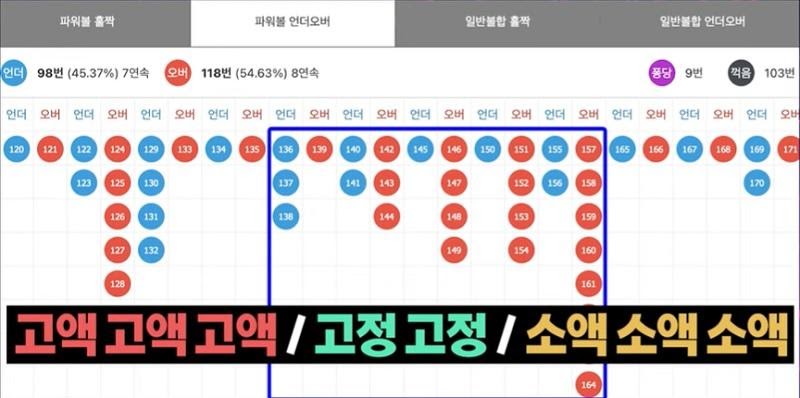 파워볼 홀짝 파워볼 언더오버 일반볼합 홀짝 일반볼합 언더오버
언더 98번 (45.37%) 7연속 오버 118번 (54.63%) 8연속 퐁당 9번 꺽음 103번
언더 오버 언더 오버 언더 오버 언더 오버 언더 오버 언더 오버 언더 오버 언더 오버 언더 오버 언더 오버 언더 오버 언더 오버
120 121 122 124 129 133 134 135 136 139 140 142 145 146 150 151 155 157 165 166 167 168 169 171
123 125 130 137 141 143 147 152 156 158 170
126 131 138 144 148 153 159
127 132 149 154 160
128 161
고액 고액 고액 / 고정 고정 / 소액 소액 소액
164